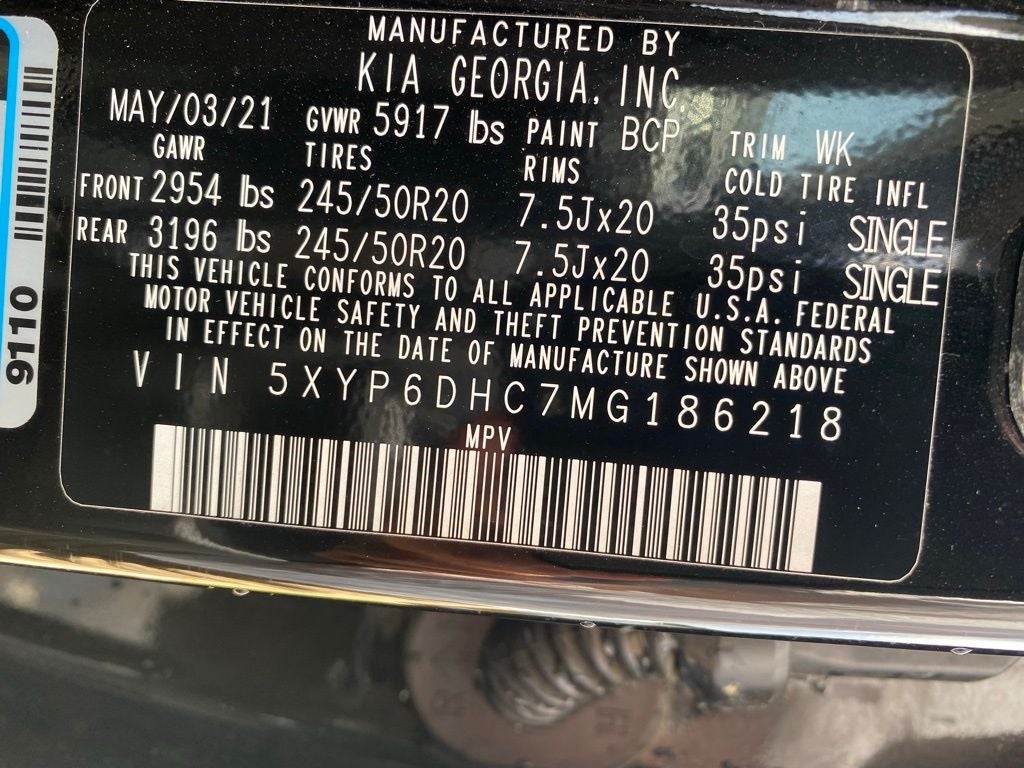 MANUFACTURED BY
KIA GEORGIA, INC.
MAY/03/21 GVWR 5917 lbs PAINT BCP TRIM WK
GAWR TIRES RIMS COLD TIRE INFL
FRONT 2954 lbs 245/50R20 7.5Jx20 35psi SINGLE
REAR 3196 lbs 245/50R20 7.5Jx20 35psi SINGLE
THIS VEHICLE CONFORMS TO ALL APPLICABLE U.S.A. FEDERAL
MOTOR VEHICLE SAFETY AND THEFT PREVENTION STANDARDS
IN EFFECT ON THE DATE OF MANUFACTURE SHOWN ABOVE
VIN 5XYP6DHC7MG186218
MPV
9110